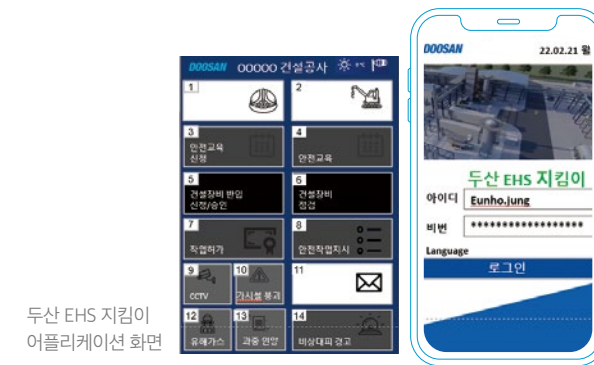 두산 EHS 지킴이
어플리케이션 화면
DOOSAN 00000 건설공사
1
2
3
안전교육
신청
4
안전교육
5
건설장비 반입
신청/승인
6
건설장비
점검
7
작업허가
8
안전작업지시
9
CCTV
10
가시설 붕괴
11
12
유해가스
13
과중 인양
14
비상대피 경고
DOOSAN 22.02.21 월
두산 EHS 지킴이
아이디 Eunho.jung
비번 ******************
Language
로그인